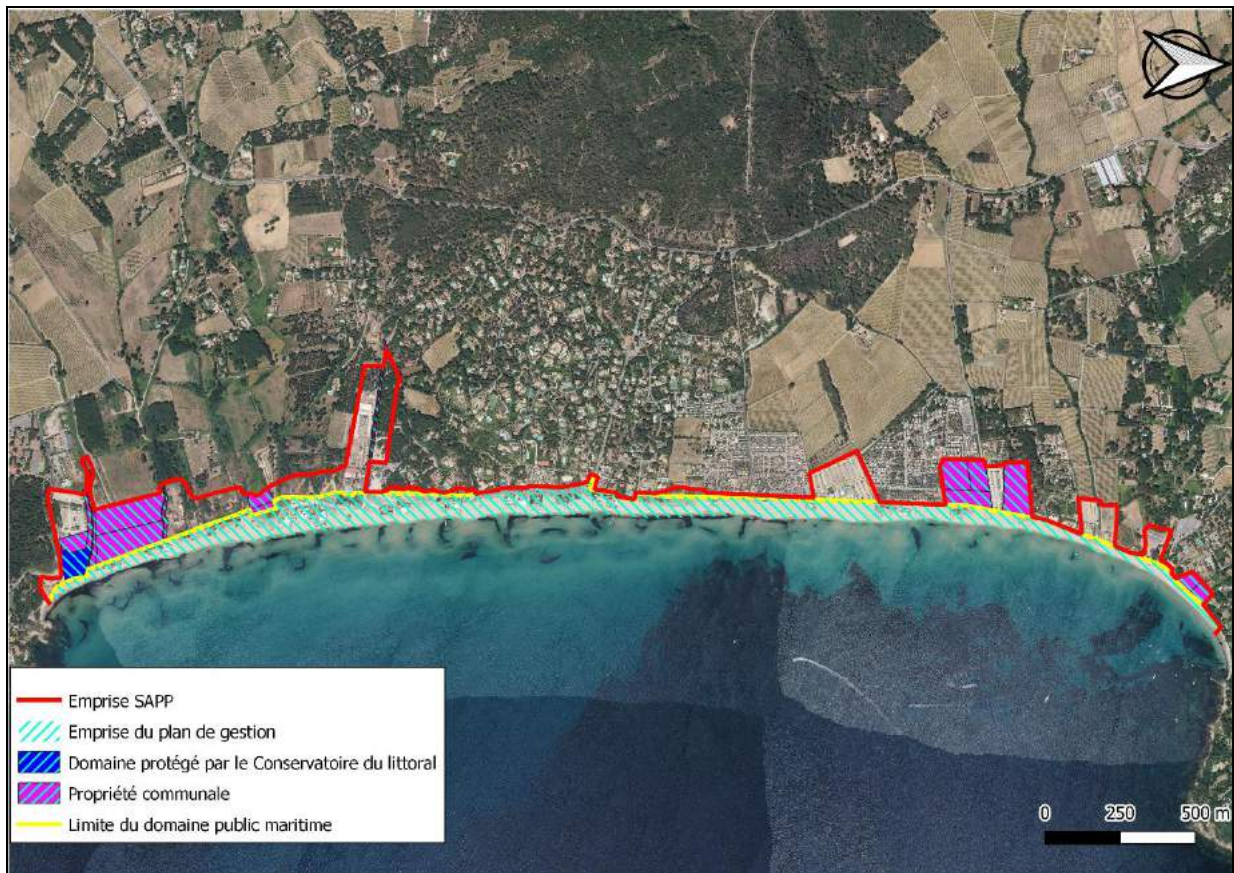 Emprise SAPP
Emprise du plan de gestion
Domaine protégé par le Conservatoire du littoral
Propriété communale
Limite du domaine public maritime
0 250 500 m